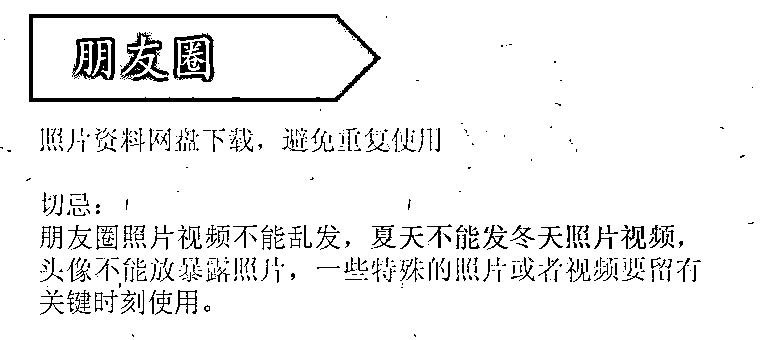 朋友圈
照片资料网盘下载，避免重复使用
切忌：
朋友圈照片视频不能乱发，夏天不能发冬天照片视频，
头像不能放暴露照片，一些特殊的照片或者视频要留有
关键时刻使用。